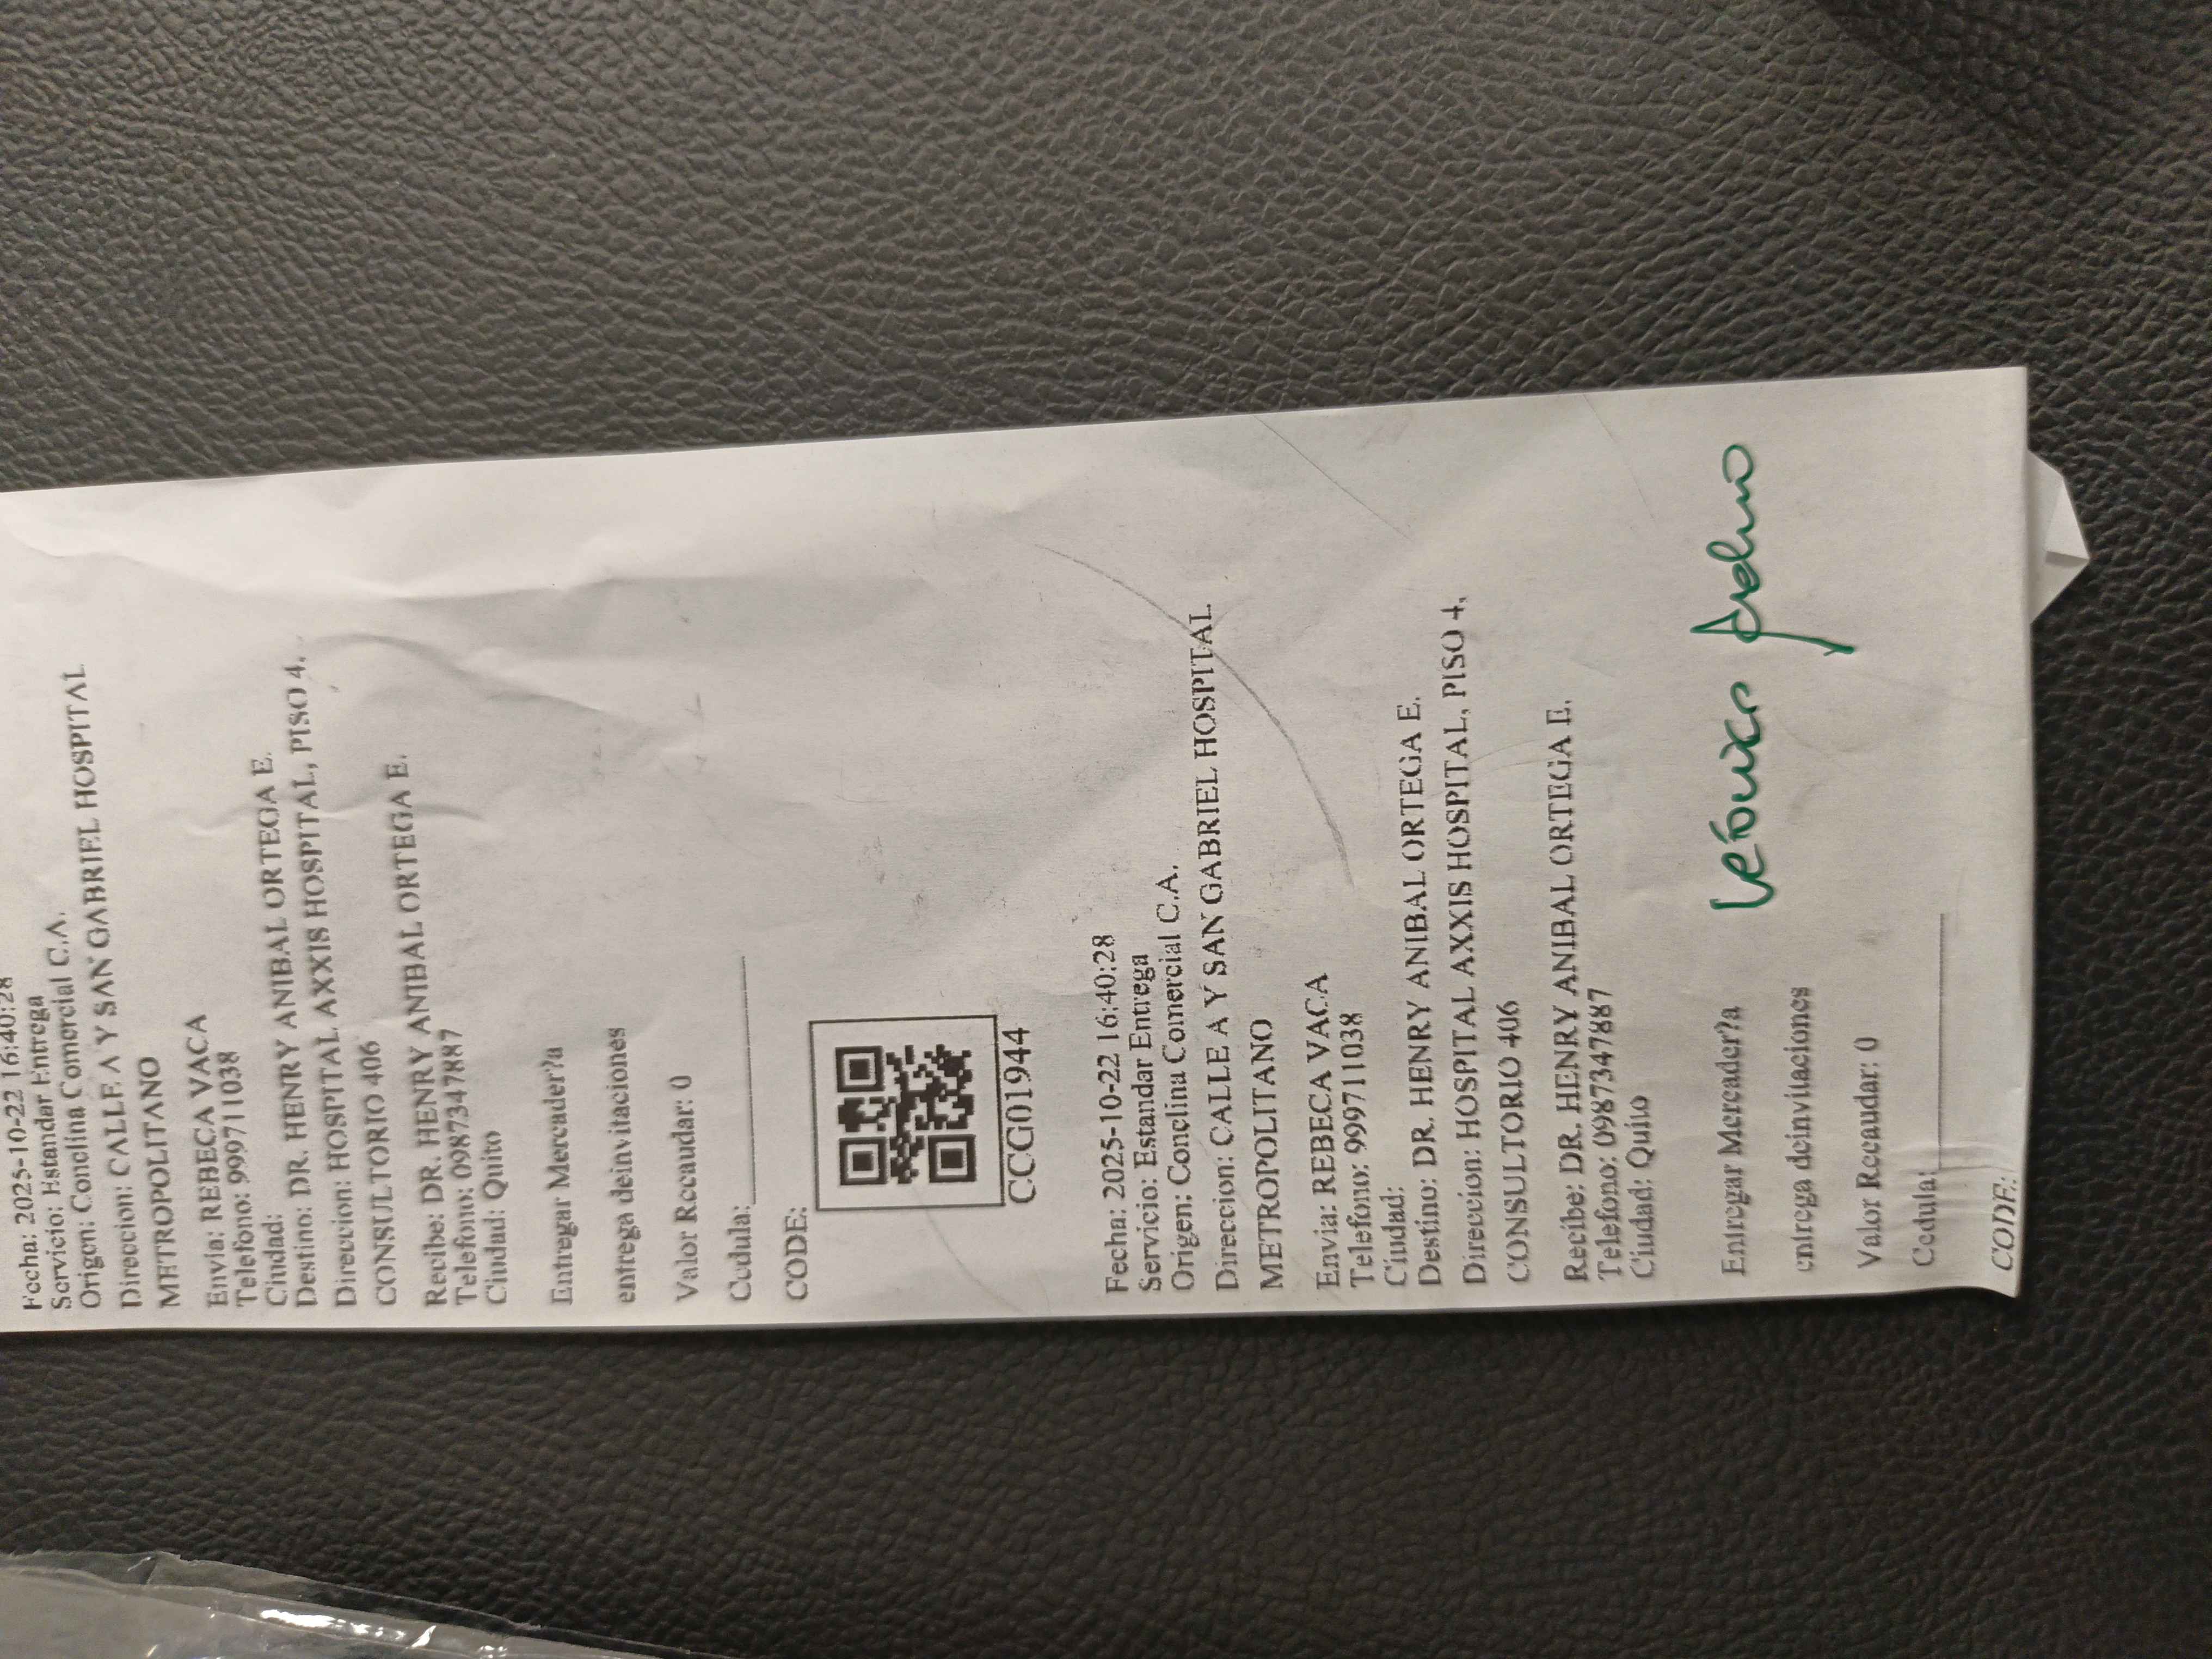 Fecha: 2025-10-22 16:40:28
Servicio: Estandar Entrega
Origen: Conclina Comercial C.A.
Direccion: CALLE A Y SAN GABRIEL HOSPITAL
METROPOLITANO
Envia: REBECA VACA
Telefono: 999711038
Ciudad:
Destino: DR. HENRY ANIBAL ORTEGA E.
Direccion: HOSPITAL AXXIS HOSPITAL, PISO 4,
CONSULTORIO 406
Recibe: DR. HENRY ANIBAL ORTEGA E.
Telefono: 0987347887
Ciudad: Quito
Entregar Mercader?a
entrega deinvitaciones
Valor Recaudar: 0
Cedula:
CODE:
CCG01944
Fecha: 2025-10-22 16:40:28
Servicio: Estandar Entrega
Origen: Conclina Comercial C.A.
Direccion: CALLE A Y SAN GABRIEL HOSPITAL
METROPOLITANO
Envia: REBECA VACA
Telefono: 999711038
Ciudad:
Destino: DR. HENRY ANIBAL ORTEGA E.
Direccion: HOSPITAL AXXIS HOSPITAL, PISO 4,
CONSULTORIO 406
Recibe: DR. HENRY ANIBAL ORTEGA E.
Telefono: 0987347887
Ciudad: Quito
Entregar Mercader?a
entrega deinvitaciones
Valor Recaudar: 0
Cedula:
CODE: